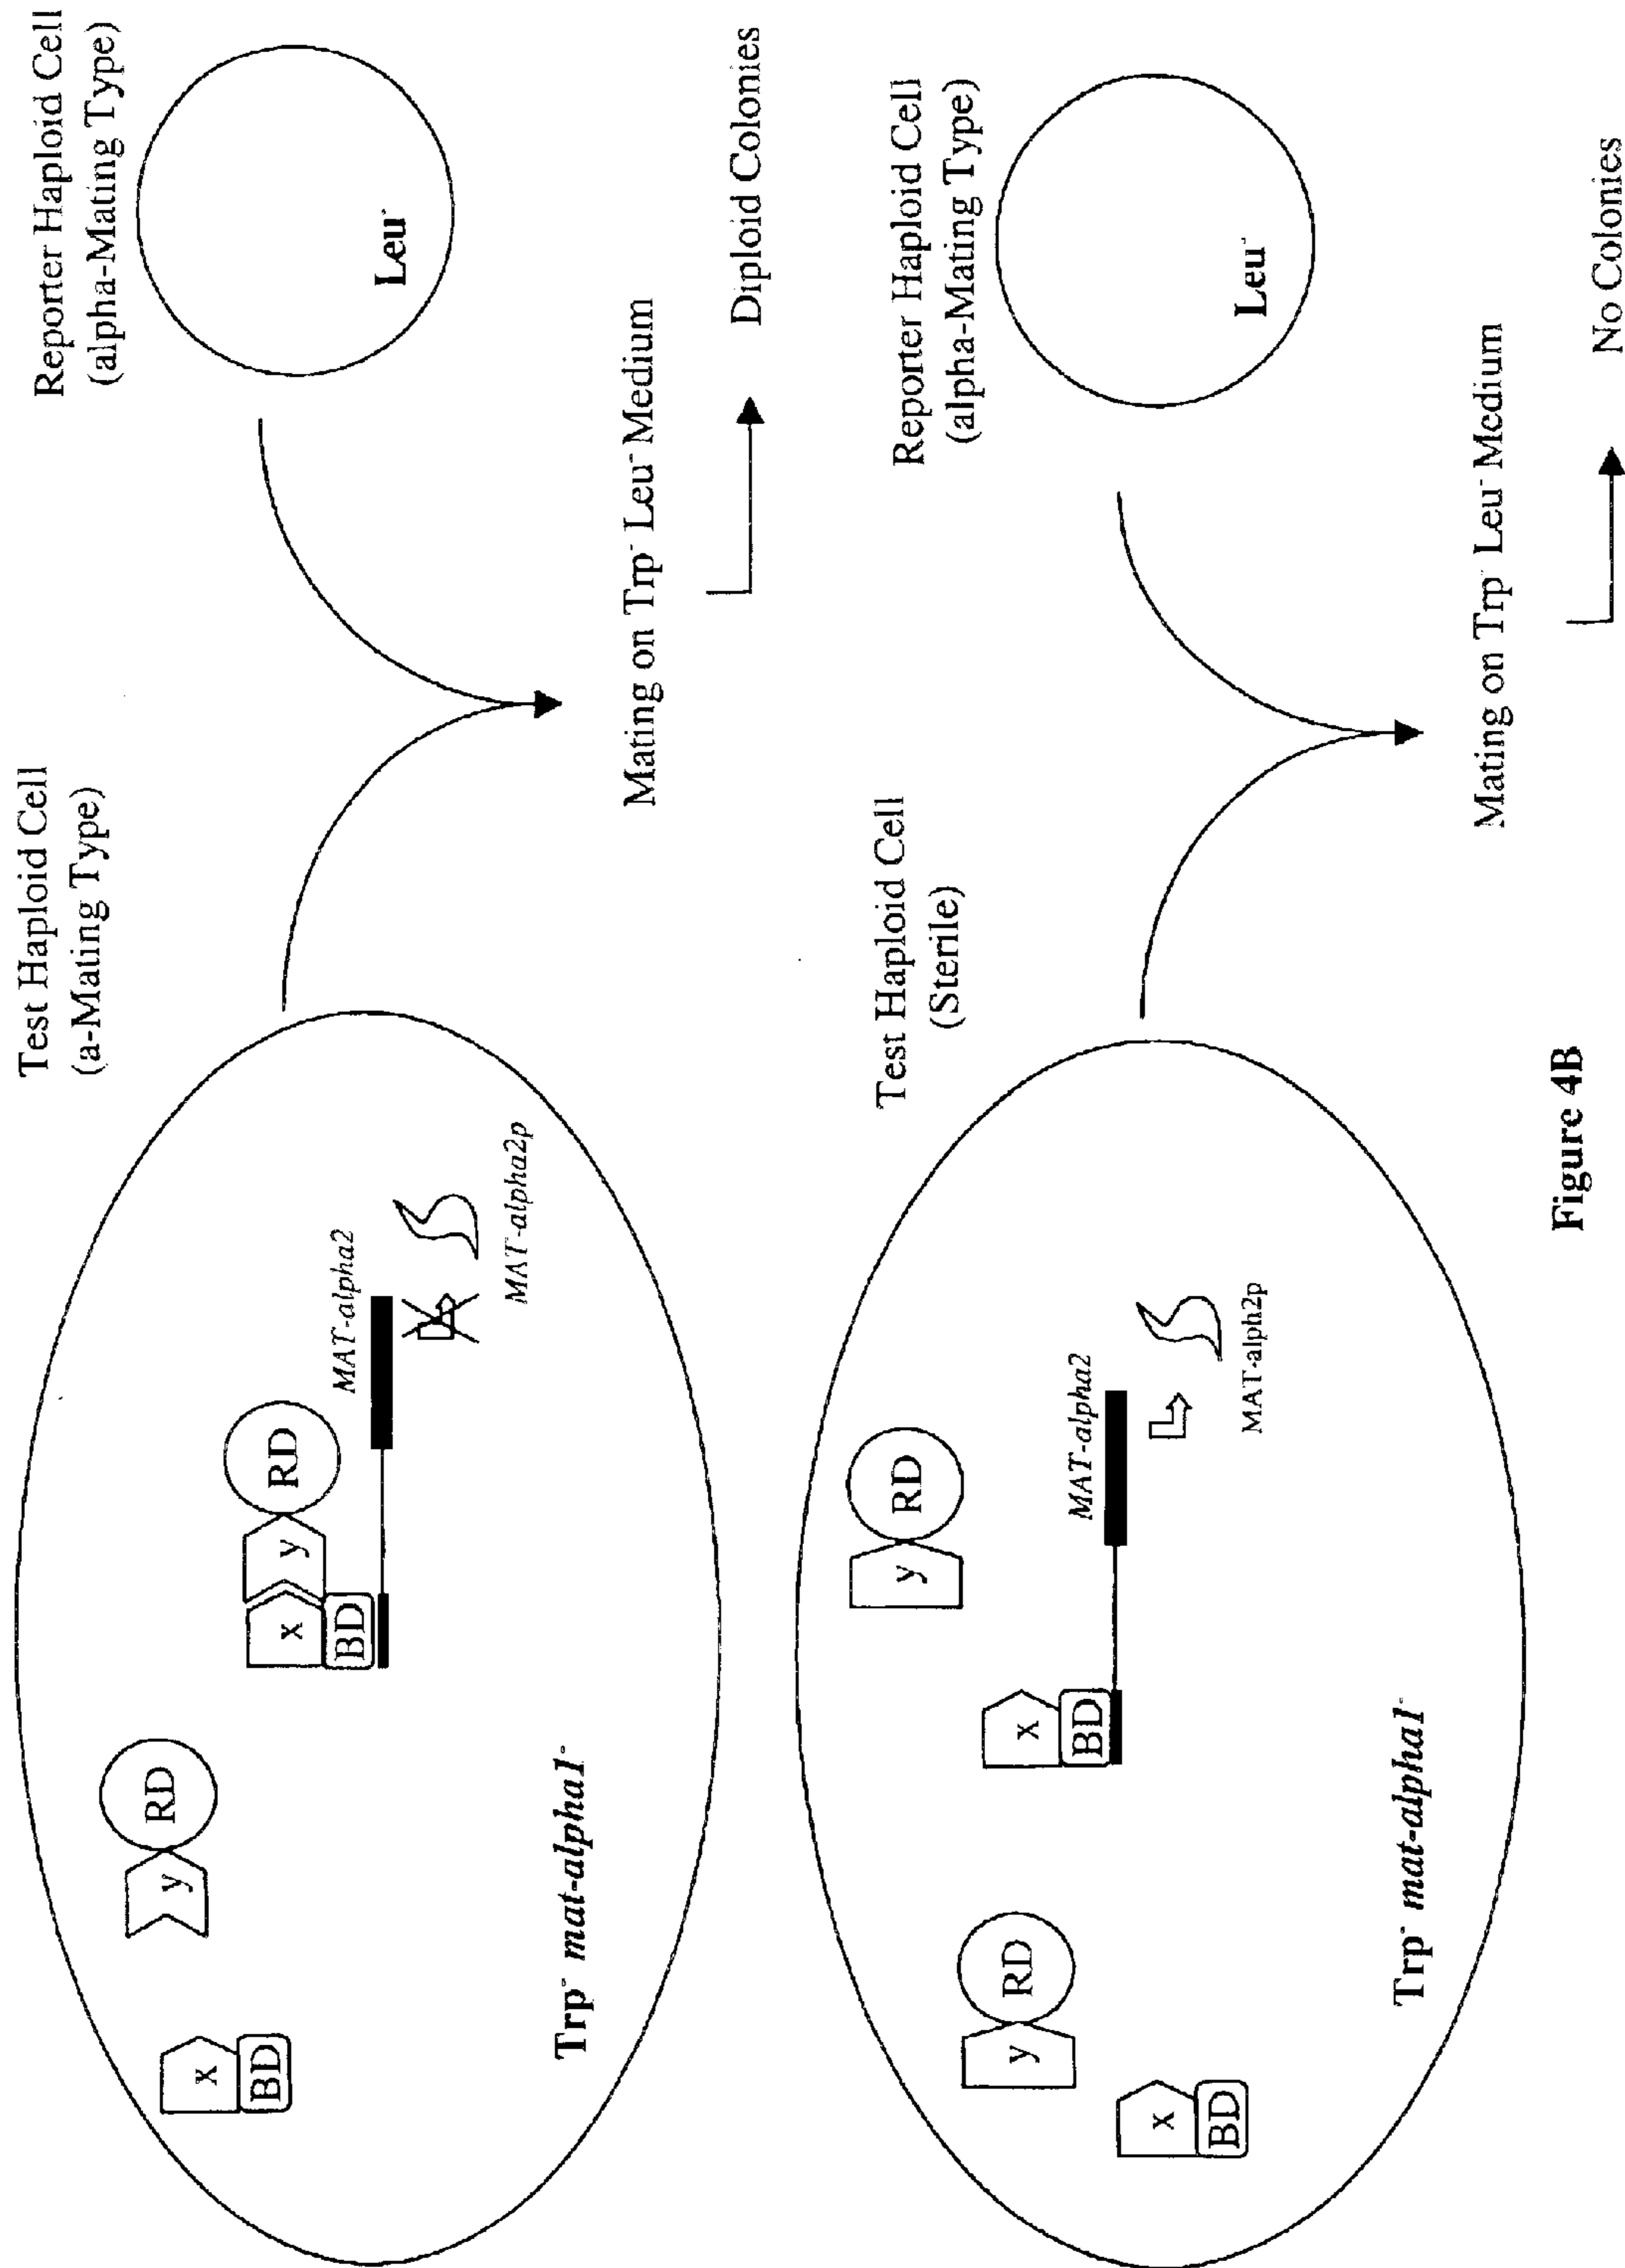 Test Haploid Cell
(a-Mating Type)
Reporter Haploid Cell
(alpha-Mating Type)
x
BD
y
RD
x
BD
y
RD
MAT-alpha2
MAT-alpha2p
Trp⁻ mat-alpha1⁻
Leu⁻
Mating on Trp⁻ Leu⁻ Medium
Diploid Colonies
Test Haploid Cell
(Sterile)
Reporter Haploid Cell
(alpha-Mating Type)
y
RD
y
RD
x
BD
x
BD
MAT-alpha2
MAT-alph2p
Trp⁻ mat-alpha1⁻
Leu⁻
Mating on Trp⁻ Leu⁻ Medium
No Colonies
Figure 4B